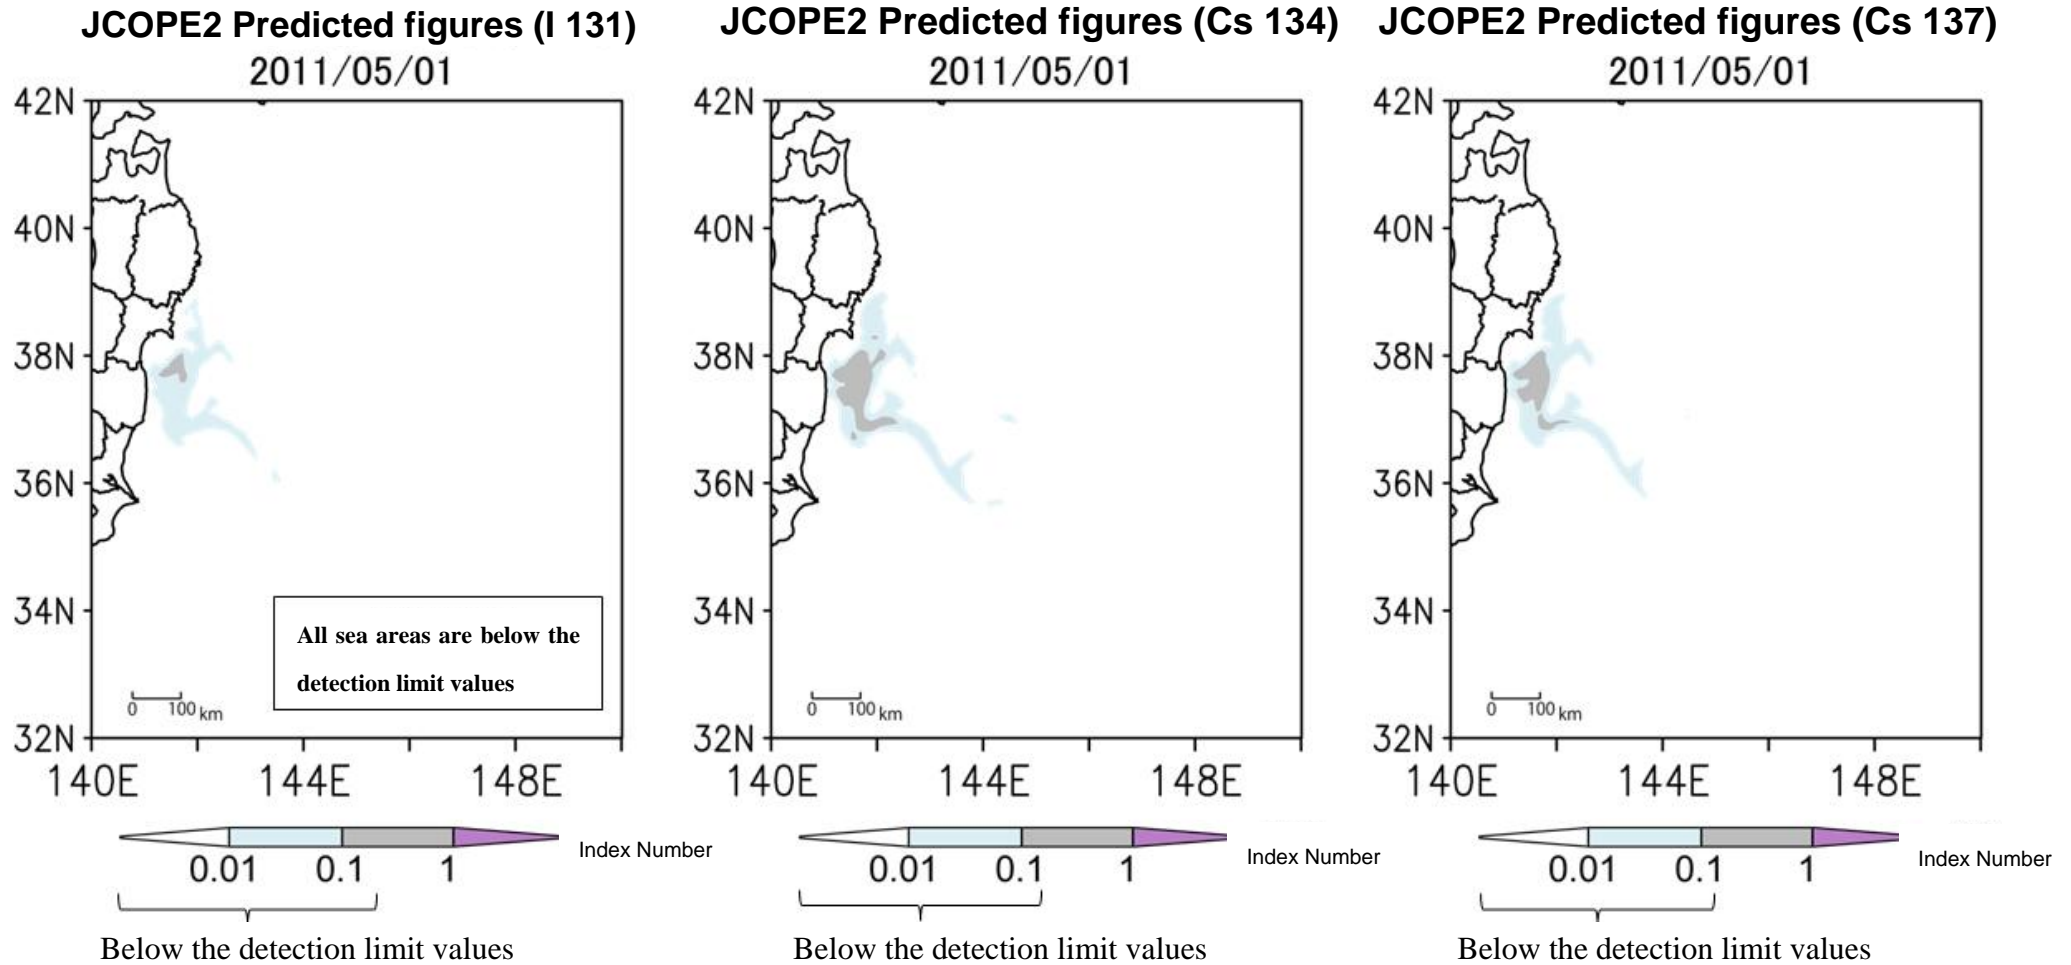 JCOPE2 Predicted figures (I 131)
2011/05/01
42N
40N
38N
36N
34N
32N
140E 144E 148E
All sea areas are below the
detection limit values
0 100 km
0.01 0.1 1
Index Number
Below the detection limit values
JCOPE2 Predicted figures (Cs 134)
2011/05/01
42N
40N
38N
36N
34N
32N
140E 144E 148E
0 100 km
0.01 0.1 1
Index Number
Below the detection limit values
JCOPE2 Predicted figures (Cs 137)
2011/05/01
42N
40N
38N
36N
34N
32N
140E 144E 148E
0 100 km
0.01 0.1 1
Index Number
Below the detection limit values